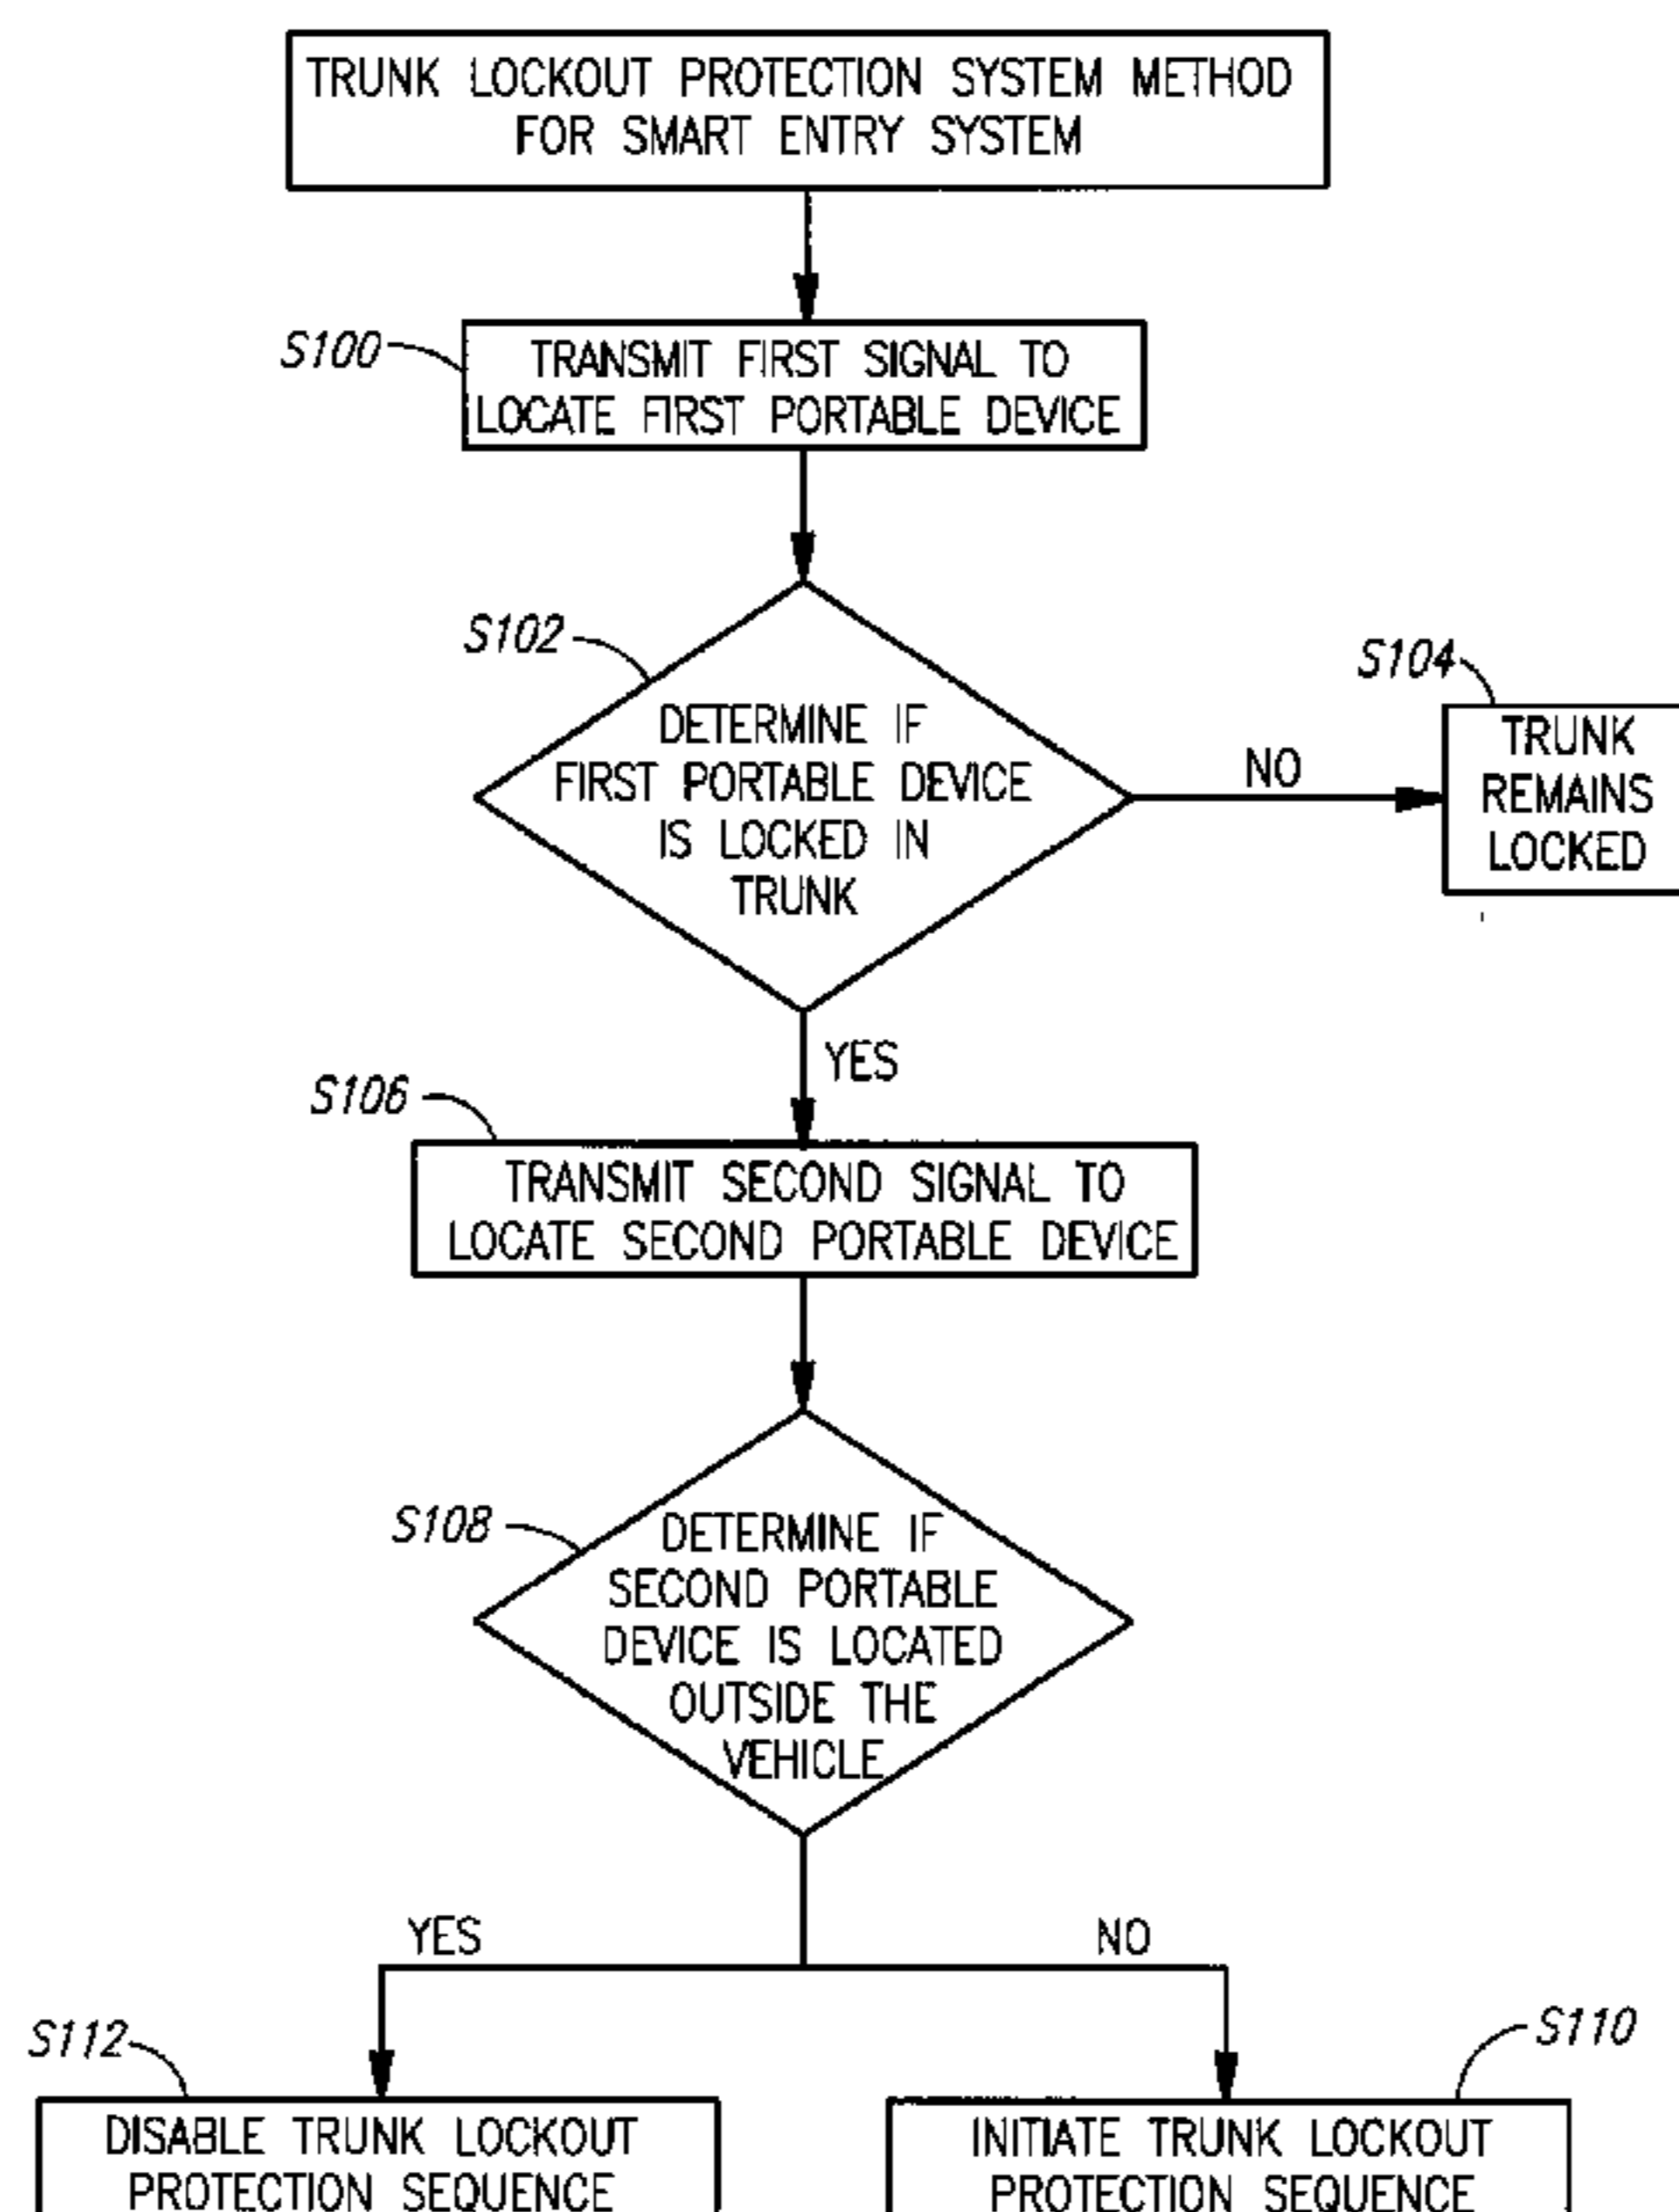 TRUNK LOCKOUT PROTECTION SYSTEM METHOD
FOR SMART ENTRY SYSTEM
S100
TRANSMIT FIRST SIGNAL TO
LOCATE FIRST PORTABLE DEVICE
S102
DETERMINE IF
FIRST PORTABLE DEVICE
IS LOCKED IN
TRUNK
NO
S104
TRUNK
REMAINS
LOCKED
YES
S106
TRANSMIT SECOND SIGNAL TO
LOCATE SECOND PORTABLE DEVICE
S108
DETERMINE IF
SECOND PORTABLE
DEVICE IS LOCATED
OUTSIDE THE
VEHICLE
YES
NO
S112
DISABLE TRUNK LOCKOUT
PROTECTION SEQUENCE
S110
INITIATE TRUNK LOCKOUT
PROTECTION SEQUENCE